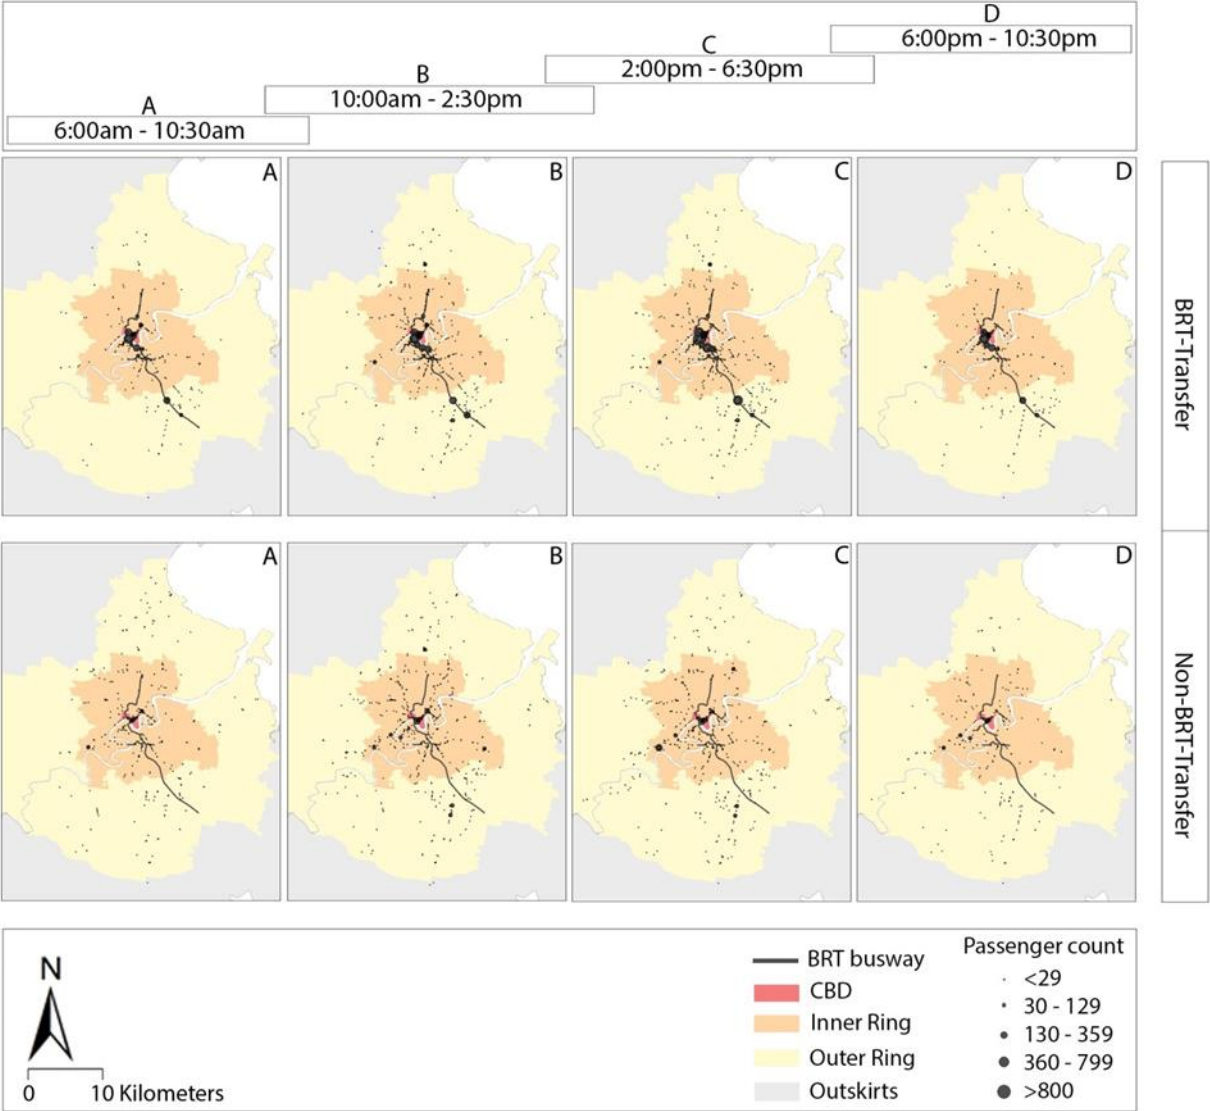 D
6:00pm - 10:30pm
C
2:00pm - 6:30pm
B
10:00am - 2:30pm
A
6:00am - 10:30am
A
B
C
D
BRT-Transfer
A
B
C
D
Non-BRT-Transfer
N
0 10 Kilometers
BRT busway
CBD
Inner Ring
Outer Ring
Outskirts
Passenger count
<29
30 - 129
130 - 359
360 - 799
>800